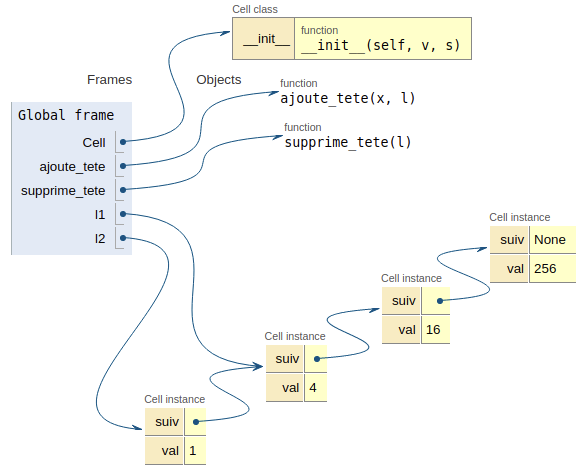 Cell class
__init__
function
__init__(self, v, s)
Frames
Objects
function
ajoute_tete(x, l)
Global frame
function
supprime_tete(l)
Cell
ajoute_tete
supprime_tete
l1
l2
Cell instance
suiv None
val 256
Cell instance
suiv
val 16
Cell instance
suiv
val 4
Cell instance
suiv
val 1